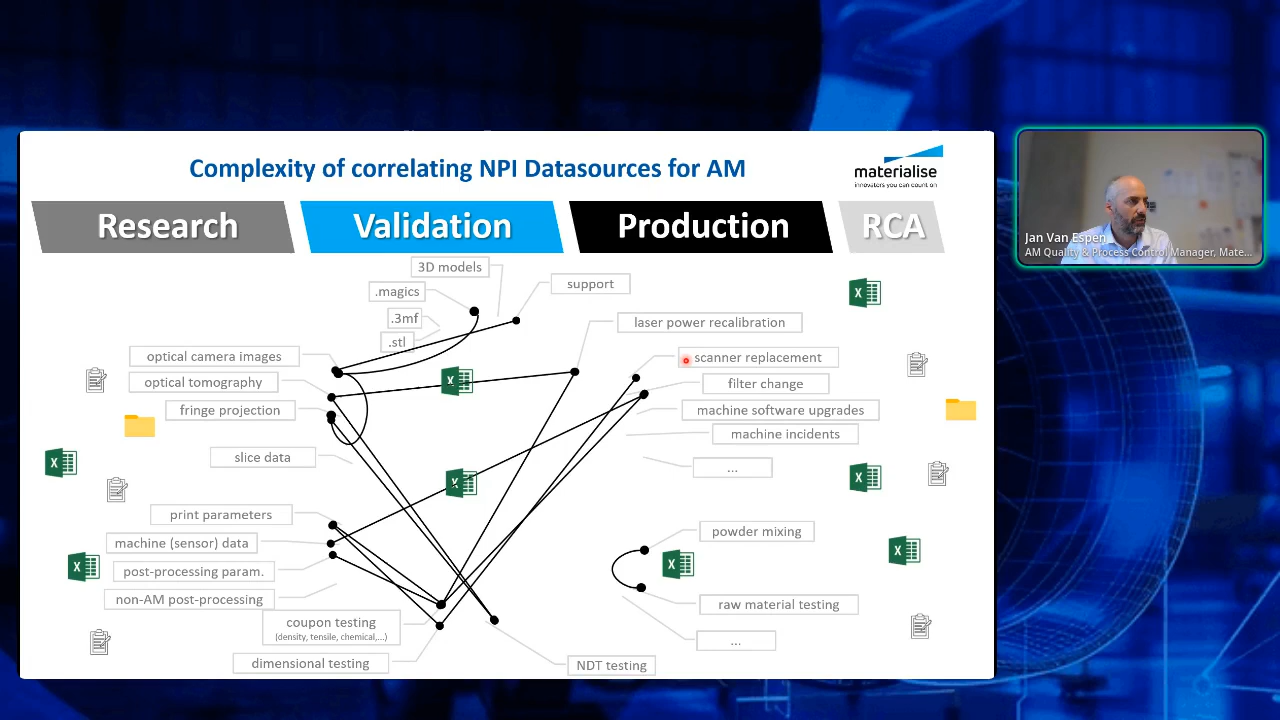 Complexity of correlating NPI Datasources for AM
materialise
innovators you can count on
Research
Validation
Production
RCA
3D models
.magics
.3mf
.stl
support
laser power recalibration
optical camera images
scanner replacement
optical tomography
filter change
fringe projection
machine software upgrades
machine incidents
slice data
...
print parameters
powder mixing
machine (sensor) data
post-processing param.
non-AM post-processing
raw material testing
coupon testing
(density, tensile, chemical,...)
...
dimensional testing
NDT testing
Jan Van Espen
AM Quality & Process Control Manager, Mate...